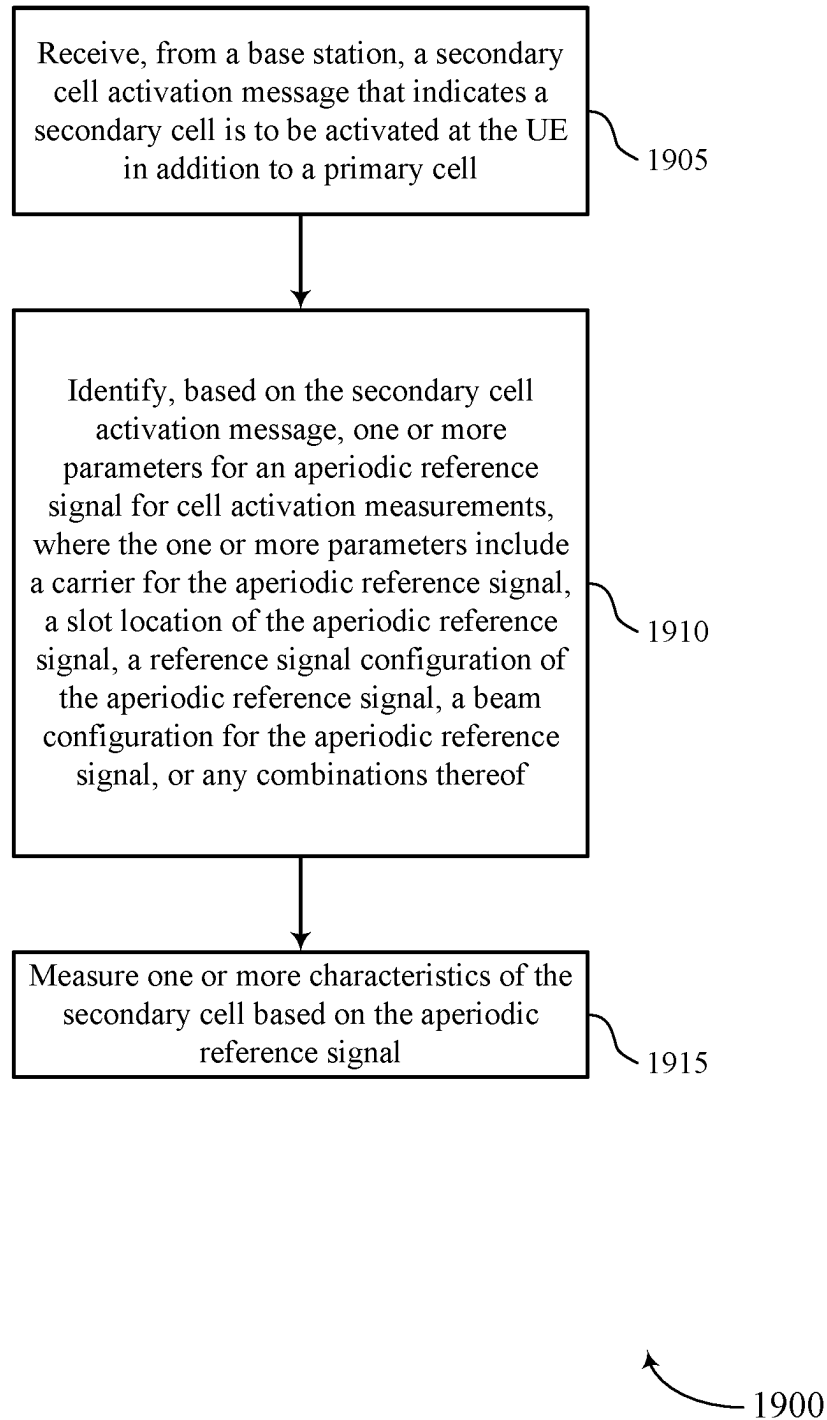 Receive, from a base station, a secondary
cell activation message that indicates a
secondary cell is to be activated at the UE
in addition to a primary cell
1905
Identify, based on the secondary cell
activation message, one or more
parameters for an aperiodic reference
signal for cell activation measurements,
where the one or more parameters include
a carrier for the aperiodic reference signal,
a slot location of the aperiodic reference
signal, a reference signal configuration of
the aperiodic reference signal, a beam
configuration for the aperiodic reference
signal, or any combinations thereof
1910
Measure one or more characteristics of the
secondary cell based on the aperiodic
reference signal
1915
1900